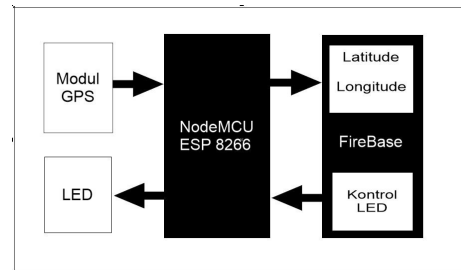 Modul
GPS
LED
NodeMCU
ESP 8266
Latitude
Longitude
FireBase
Kontrol
LED